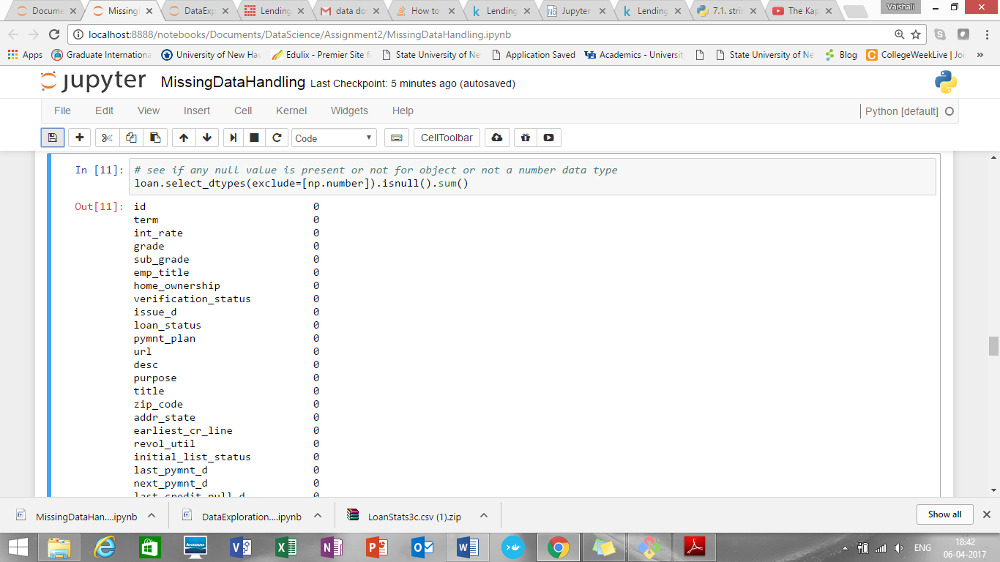 Docume
Missing
DataExp
Lending
data do
How to
Lending
Jupyter
Lending
7.1. strin
The Kap
Vaishali
localhost:8888/notebooks/Documents/DataScience/Assignment2/MissingDataHandling.ipynb
Apps
Graduate Internationa
University of New Hav
Edulix - Premier Site f
State University of Ne
Application Saved
Academics - Universit
State University of Ne
Blog
CollegeWeekLive | Joi
jupyter MissingDataHandling Last Checkpoint: 5 minutes ago (autosaved)
File Edit View Insert Cell Kernel Widgets Help Python [default]
Code CellToolbar
In [11]: # see if any null value is present or not for object or not a number data type
loan.select_dtypes(exclude=[np.number]).isnull().sum()
Out[11]: id 0
term 0
int_rate 0
grade 0
sub_grade 0
emp_title 0
home_ownership 0
verification_status 0
issue_d 0
loan_status 0
pymnt_plan 0
url 0
desc 0
purpose 0
title 0
zip_code 0
addr_state 0
earliest_cr_line 0
revol_util 0
initial_list_status 0
last_pymnt_d 0
next_pymnt_d 0
last_credit_pull_d 0
MissingDataHan....ipynb
DataExploration....ipynb
LoanStats3c.csv (1).zip
Show all
lenovo
ENG
18:42
06-04-2017